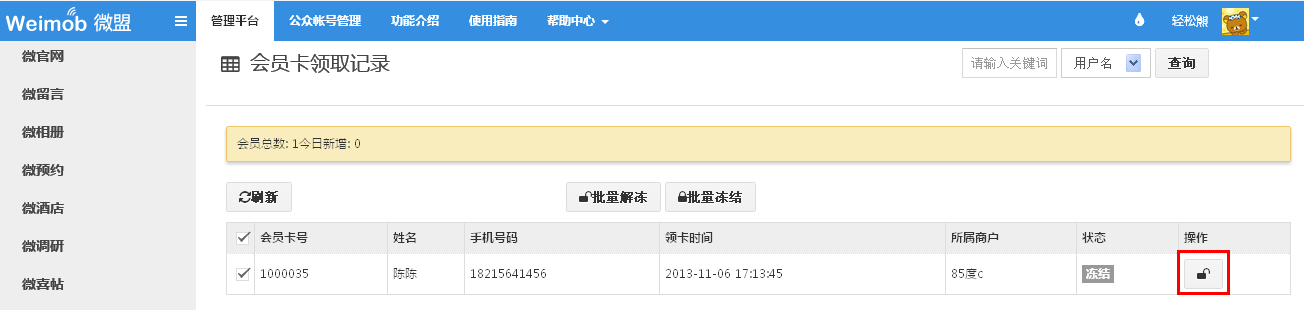 Weimob 微盟 管理平台 公众帐号管理 功能介绍 使用指南 帮助中心 轻松熊
微官网
微留言
微相册
微预约
微酒店
微调研
微喜帖
会员卡领取记录 请输入关键词 用户名 查询
会员总数: 1今日新增: 0
刷新 批量解冻 批量冻结
会员卡号 姓名 手机号码 领卡时间 所属商户 状态 操作
1000035 陈陈 18215641456 2013-11-06 17:13:45 85度c 冻结